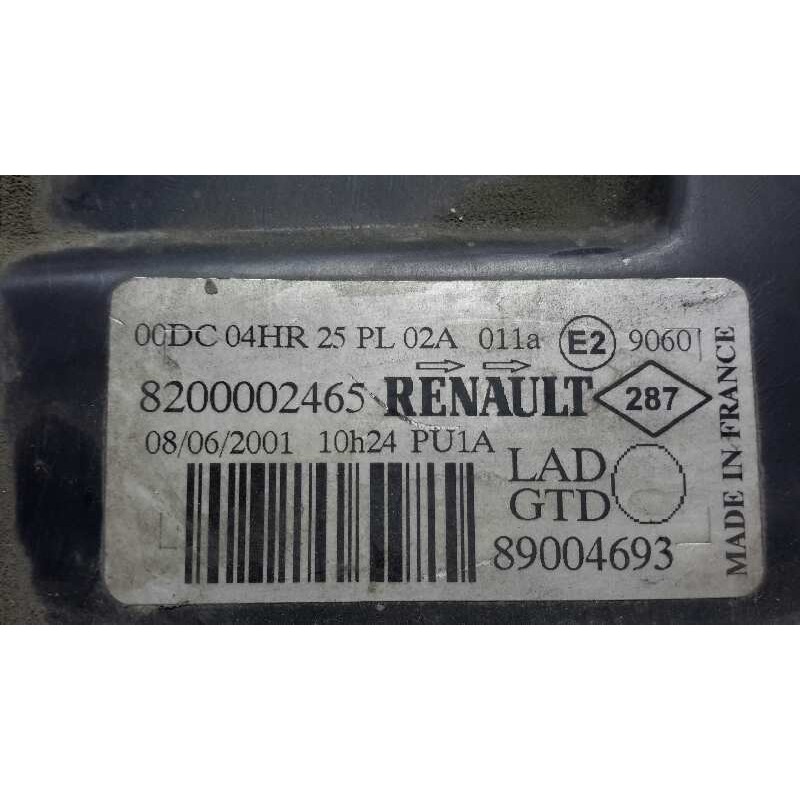 00DC 04HR 25 PL 02A 011a E2 9060
8200002465 RENAULT 287
08/06/2001 10h24 PU1A
LAD
GTD
89004693
MADE IN FRANCE